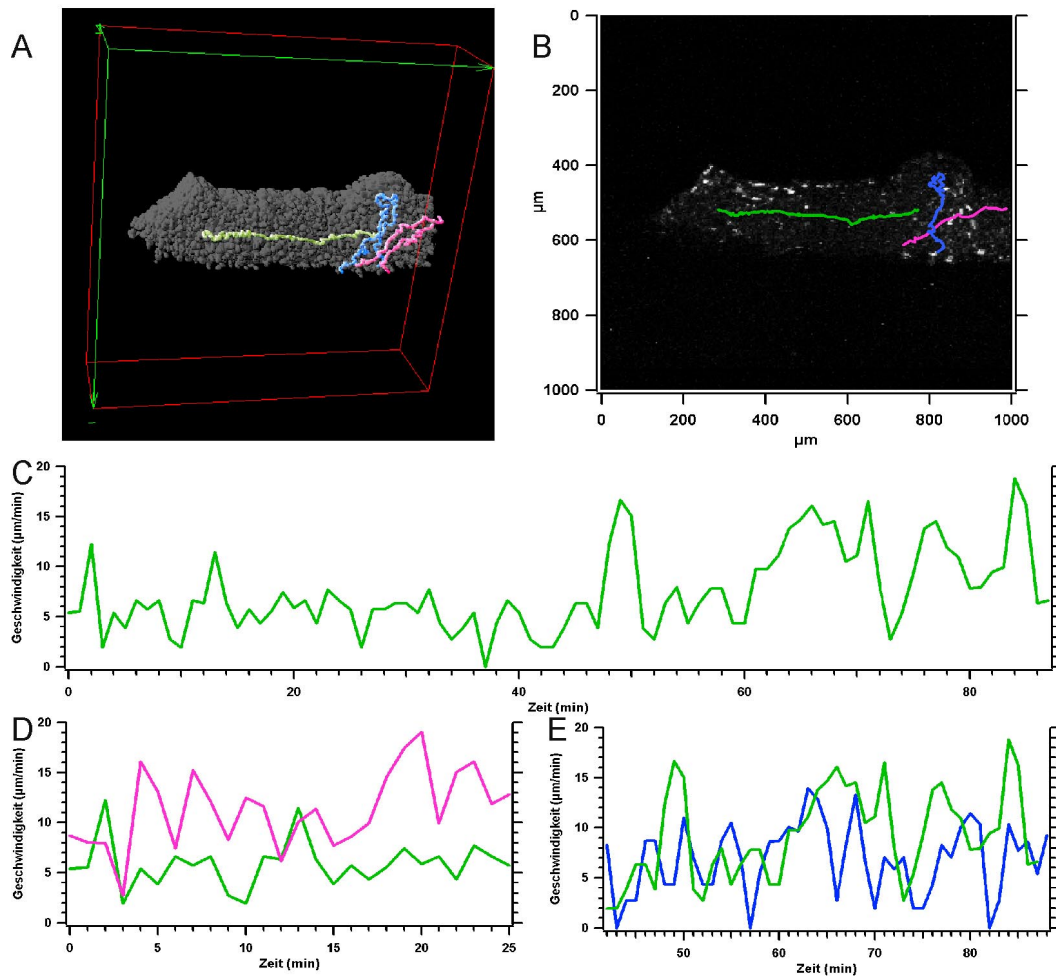 A
B
0
200
400
600
800
1000
µm
0 200 400 600 800 1000
µm
C
20
15
10
5
0
Geschwindigkeit (µm/min)
0 20 40 60 80
Zeit (min)
D
20
15
10
5
0
Geschwindigkeit (µm/min)
0 5 10 15 20 25
Zeit (min)
E
20
15
10
5
0
Geschwindigkeit (µm/min)
50 60 70 80
Zeit (min)